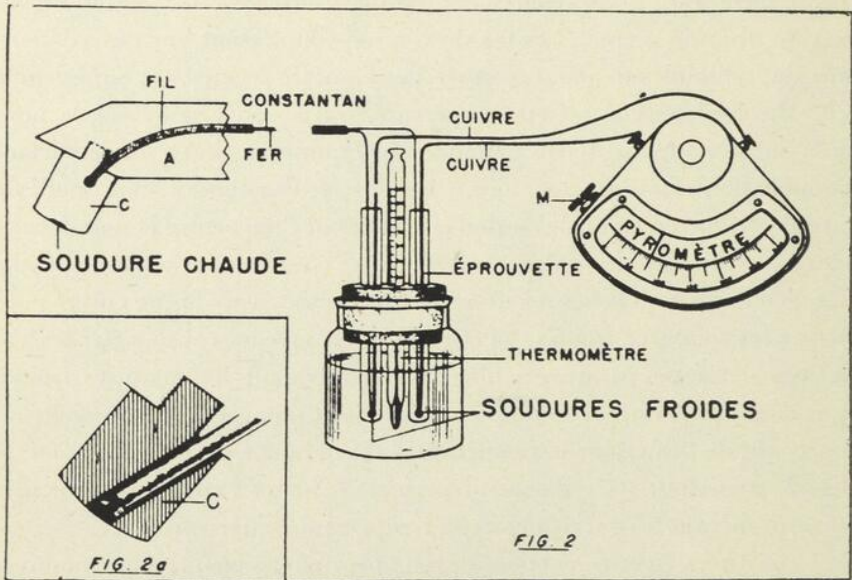 FIL
CONSTANTAN
A
FER
CUIVRE
CUIVRE
M
C
PYROMÈTRE
SOUDURE CHAUDE
ÉPROUVETTE
THERMOMÈTRE
SOUDURES FROIDES
C
FIG. 2a
FIG. 2